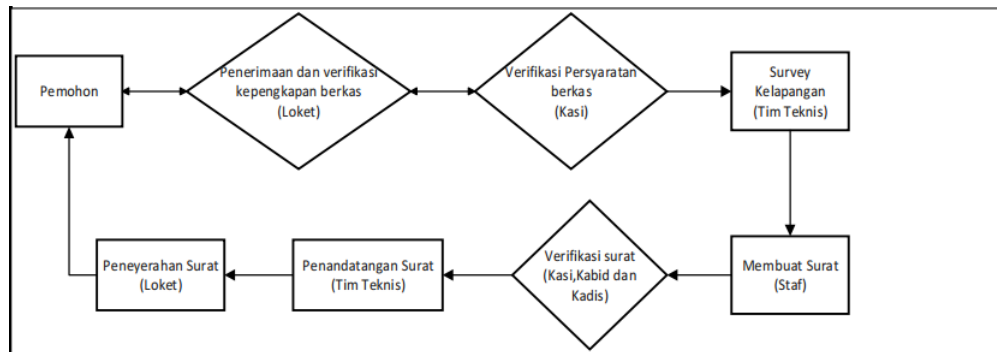 Pemohon
Penerimaan dan verifikasi
kepengkapan berkas
(Loket)
Verifikasi Persyaratan
berkas
(Kasi)
Survey
Kelapangan
(Tim Teknis)
Peneyerahan Surat
(Loket)
Penandatangan Surat
(Tim Teknis)
Verifikasi surat
(Kasi,Kabid dan
Kadis)
Membuat Surat
(Staf)